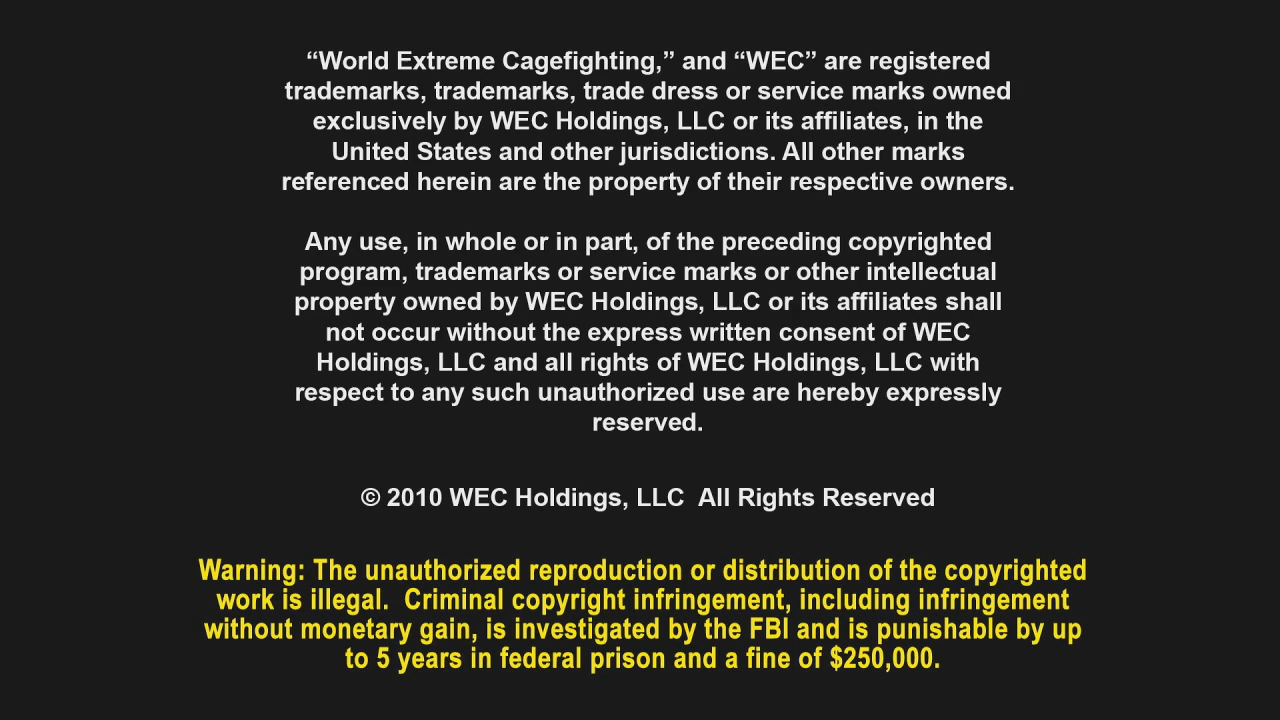 “World Extreme Cagefighting,” and “WEC” are registered
trademarks, trademarks, trade dress or service marks owned
exclusively by WEC Holdings, LLC or its affiliates, in the
United States and other jurisdictions. All other marks
referenced herein are the property of their respective owners.
Any use, in whole or in part, of the preceding copyrighted
program, trademarks or service marks or other intellectual
property owned by WEC Holdings, LLC or its affiliates shall
not occur without the express written consent of WEC
Holdings, LLC and all rights of WEC Holdings, LLC with
respect to any such unauthorized use are hereby expressly
reserved.
© 2010 WEC Holdings, LLC  All Rights Reserved
Warning: The unauthorized reproduction or distribution of the copyrighted
work is illegal.  Criminal copyright infringement, including infringement
without monetary gain, is investigated by the FBI and is punishable by up
to 5 years in federal prison and a fine of $250,000.